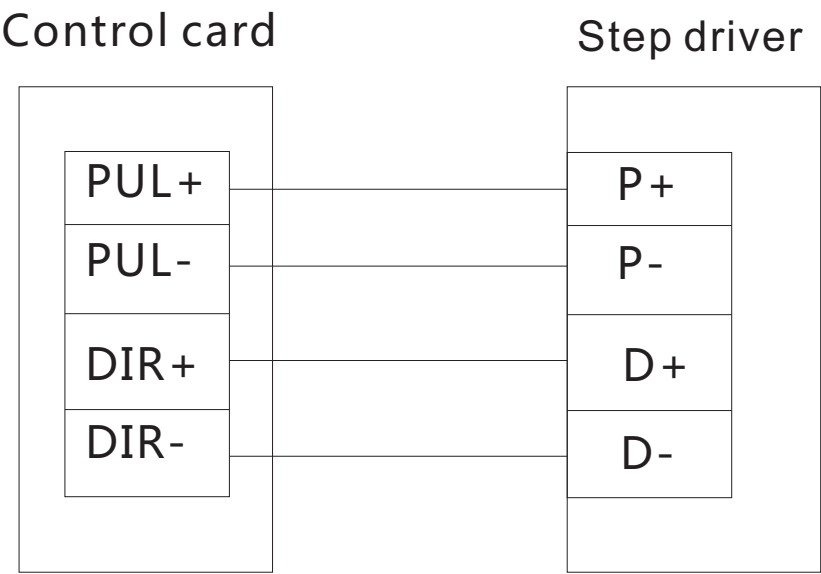 Control card
Step driver
PUL+
P+
PUL-
P-
DIR+
D+
DIR-
D-